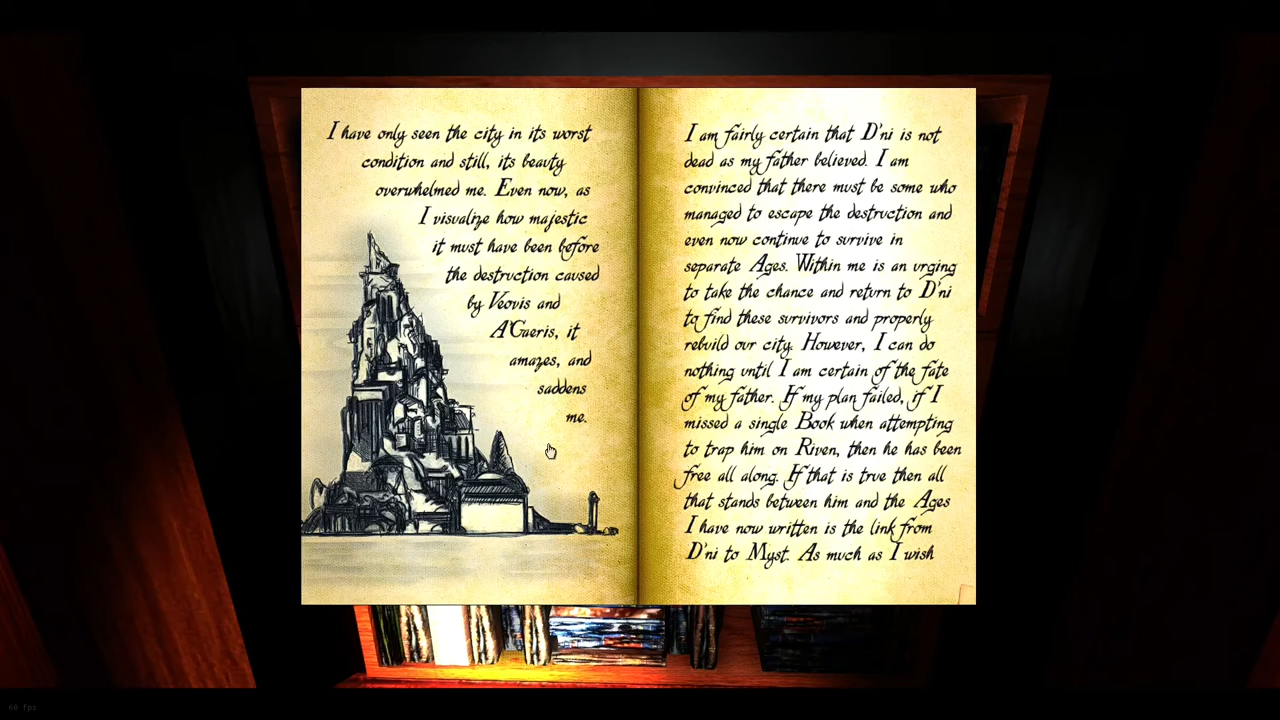 I have only seen the city in its worst
condition and still, its beauty
overwhelmed me. Even now, as
I visualize how majestic
it must have been before
the destruction caused
by Veovis and
A'Gaeris, it
amazes, and
saddens
me.
I am fairly certain that D'ni is not
dead as my father believed. I am
convinced that there must be some who
managed to escape the destruction and
even now continue to survive in
separate Ages. Within me is an urging
to take the chance and return to D'ni
to find these survivors and properly
rebuild our city. However, I can do
nothing until I am certain of the fate
of my father. If my plan failed, if I
missed a single Book when attempting
to trap him on Riven, then he has been
free all along. If that is true then all
that stands between him and the Ages
I have now written is the link from
D'ni to Myst. As much as I wish
60 fps